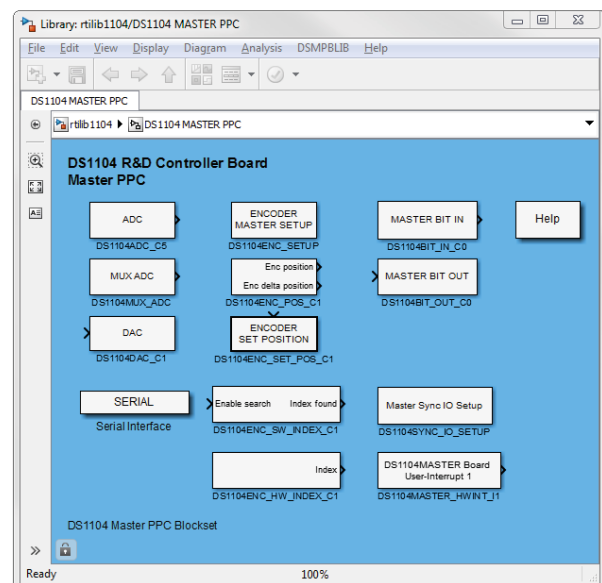 Library: rtilib1104/DS1104 MASTER PPC
File Edit View Display Diagram Analysis DSMPBLIB Help
DS1104 MASTER PPC
rtilib1104 DS1104 MASTER PPC
DS1104 R&D Controller Board
Master PPC
ADC
DS1104ADC_C5
ENCODER
MASTER SETUP
DS1104ENC_SETUP
MASTER BIT IN
DS1104BIT_IN_C0
Help
MUX ADC
DS1104MUX_ADC
Enc position
Enc delta position
DS1104ENC_POS_C1
MASTER BIT OUT
DS1104BIT_OUT_C0
DAC
DS1104DAC_C1
ENCODER
SET POSITION
DS1104ENC_SET_POS_C1
SERIAL
Serial Interface
Enable search Index found
DS1104ENC_SW_INDEX_C1
Master Sync IO Setup
DS1104SYNC_IO_SETUP
Index
DS1104ENC_HW_INDEX_C1
DS1104MASTER Board
User-Interrupt 1
DS1104MASTER_HWINT_I1
DS1104 Master PPC Blockset
Ready 100%